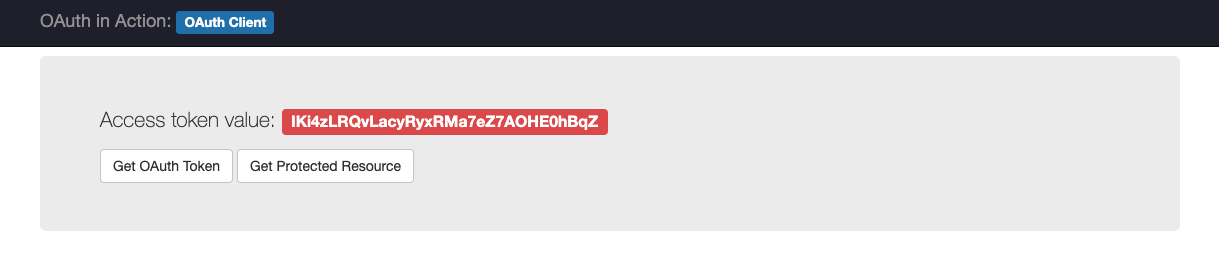 OAuth in Action: OAuth Client
Access token value: IKi4zLRQvLacyRyxRMa7eZ7AOHE0hBqZ
Get OAuth Token Get Protected Resource